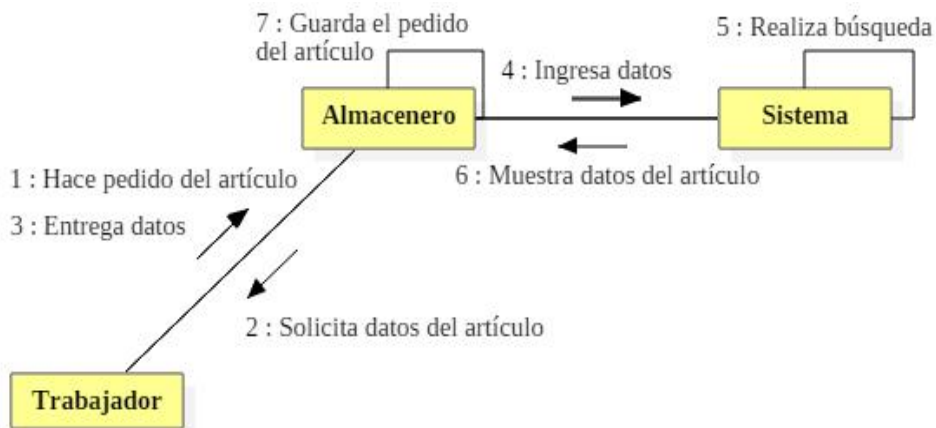 7 : Guarda el pedido
del artículo
5 : Realiza búsqueda
4 : Ingresa datos
Almacenero
Sistema
6 : Muestra datos del artículo
1 : Hace pedido del artículo
3 : Entrega datos
2 : Solicita datos del artículo
Trabajador